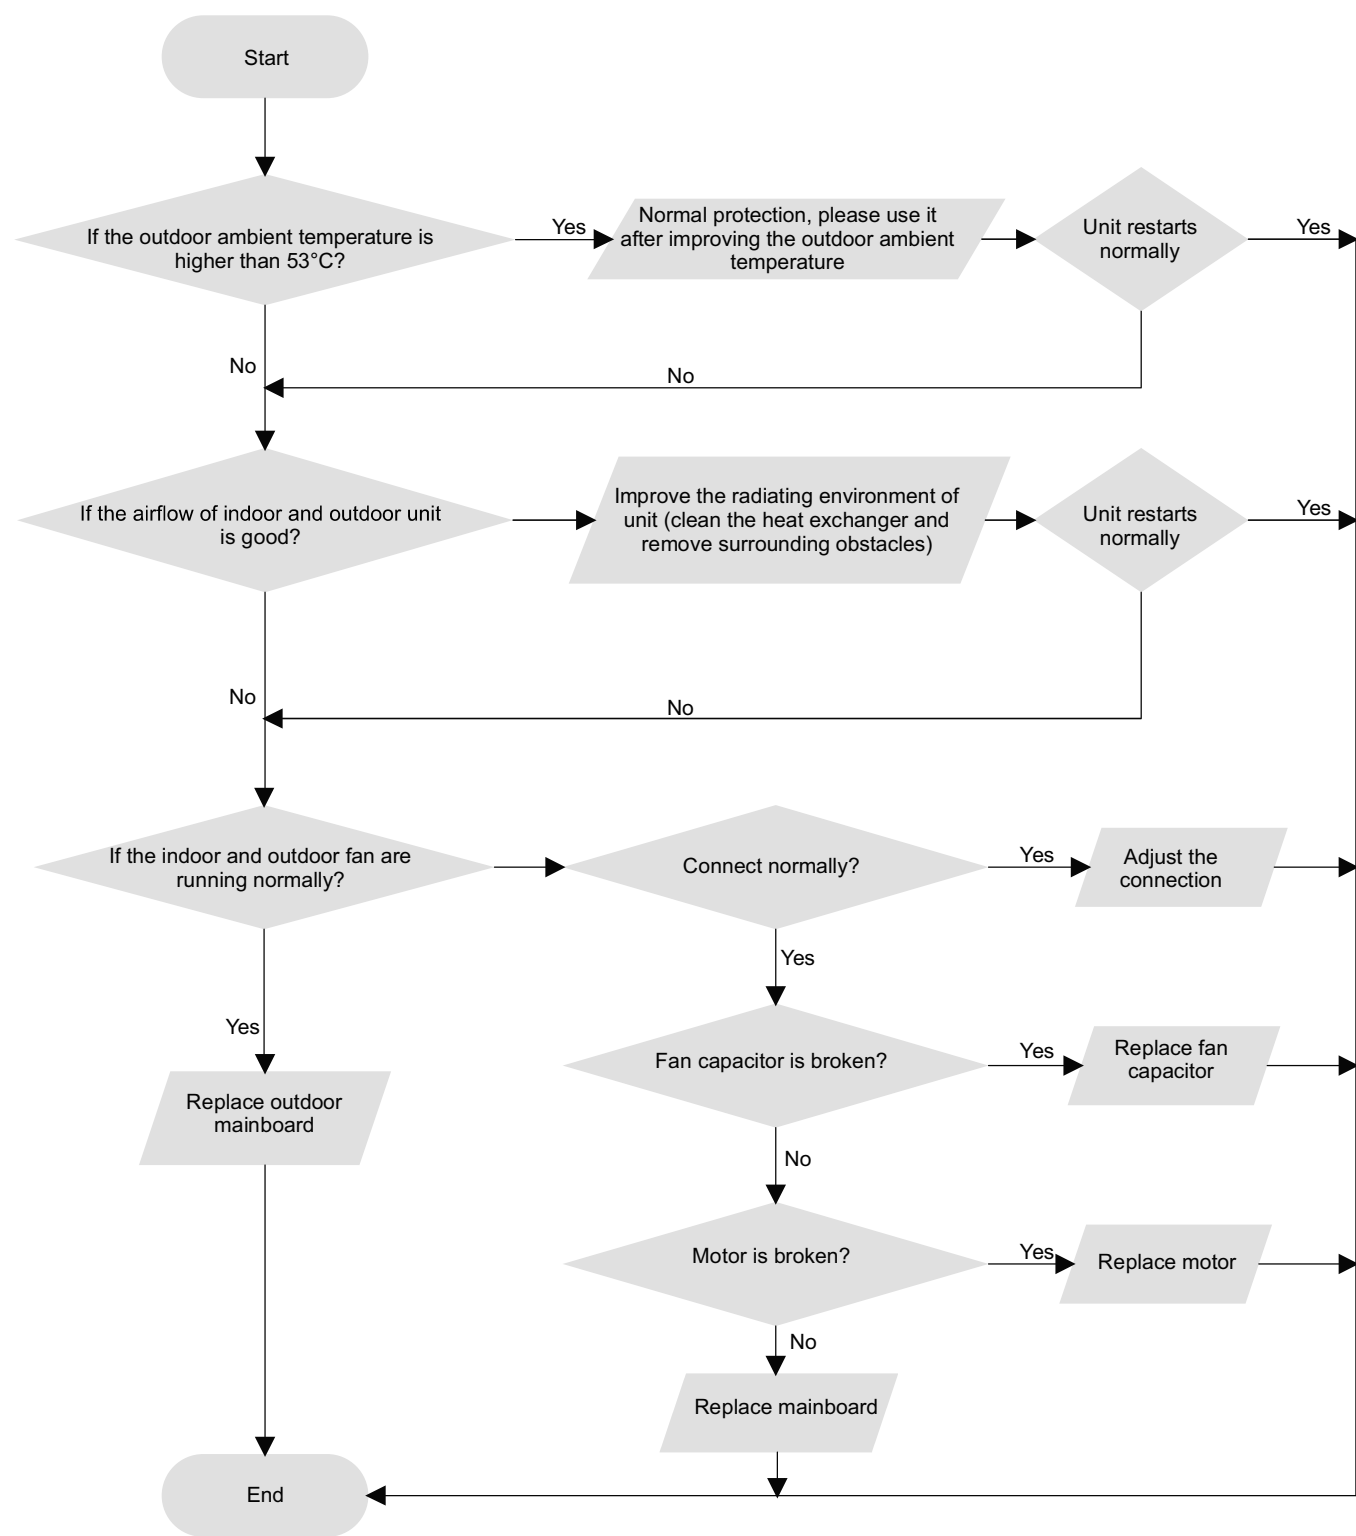 Start
If the outdoor ambient temperature is
higher than 53°C?
Yes
Normal protection, please use it
after improving the outdoor ambient
temperature
Unit restarts
normally
Yes
No
No
If the airflow of indoor and outdoor unit
is good?
Improve the radiating environment of
unit (clean the heat exchanger and
remove surrounding obstacles)
Unit restarts
normally
Yes
No
No
If the indoor and outdoor fan are
running normally?
Connect normally?
Yes
Adjust the
connection
Yes
Yes
Fan capacitor is broken?
Yes
Replace fan
capacitor
Replace outdoor
mainboard
No
Motor is broken?
Yes
Replace motor
No
Replace mainboard
End